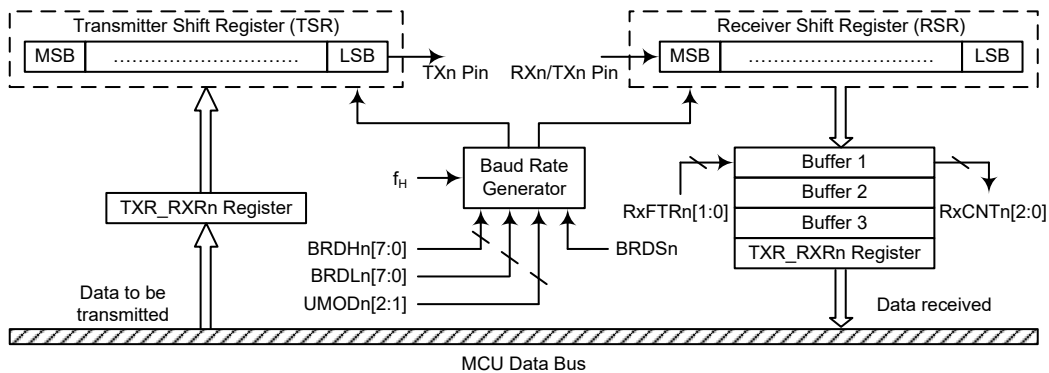 Transmitter Shift Register (TSR)
MSB
..............................
LSB
TXn Pin
Receiver Shift Register (RSR)
RXn/TXn Pin
MSB
..............................
LSB
Baud Rate
Generator
fH
TXR_RXRn Register
BRDHn[7:0]
BRDLn[7:0]
UMODn[2:1]
BRDSn
Buffer 1
Buffer 2
Buffer 3
TXR_RXRn Register
RxFTRn[1:0]
RxCNTn[2:0]
Data to be
transmitted
Data received
MCU Data Bus